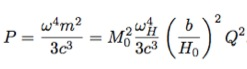 P = \frac{\omega^4 m^2}{3c^3} = M_0^2 \frac{\omega_H^4}{3c^3} \left( \frac{b}{H_0} \right)^2 Q^2